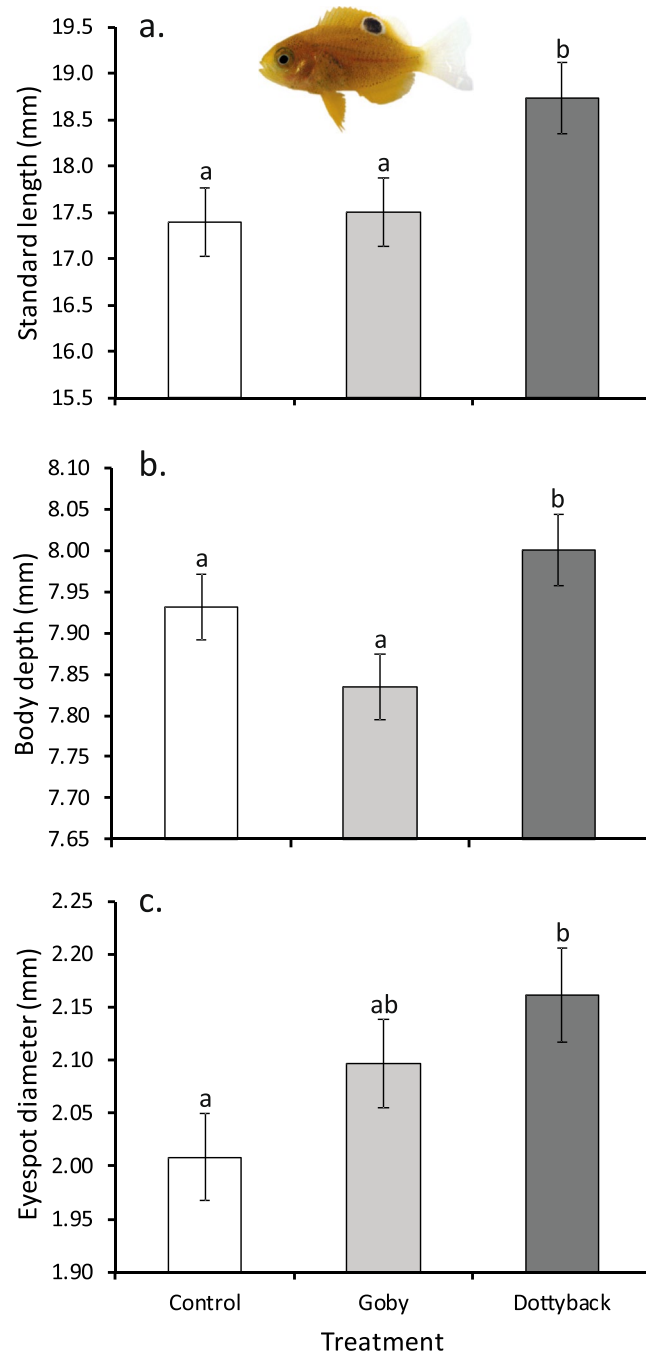 a.
Standard length (mm)
19.5
19.0
18.5
18.0
17.5
17.0
16.5
16.0
15.5
a
a
b
b.
Body depth (mm)
8.10
8.05
8.00
7.95
7.90
7.85
7.80
7.75
7.70
7.65
a
a
b
c.
Eyespot diameter (mm)
2.25
2.20
2.15
2.10
2.05
2.00
1.95
1.90
a
ab
b
Control Goby Dottyback
Treatment